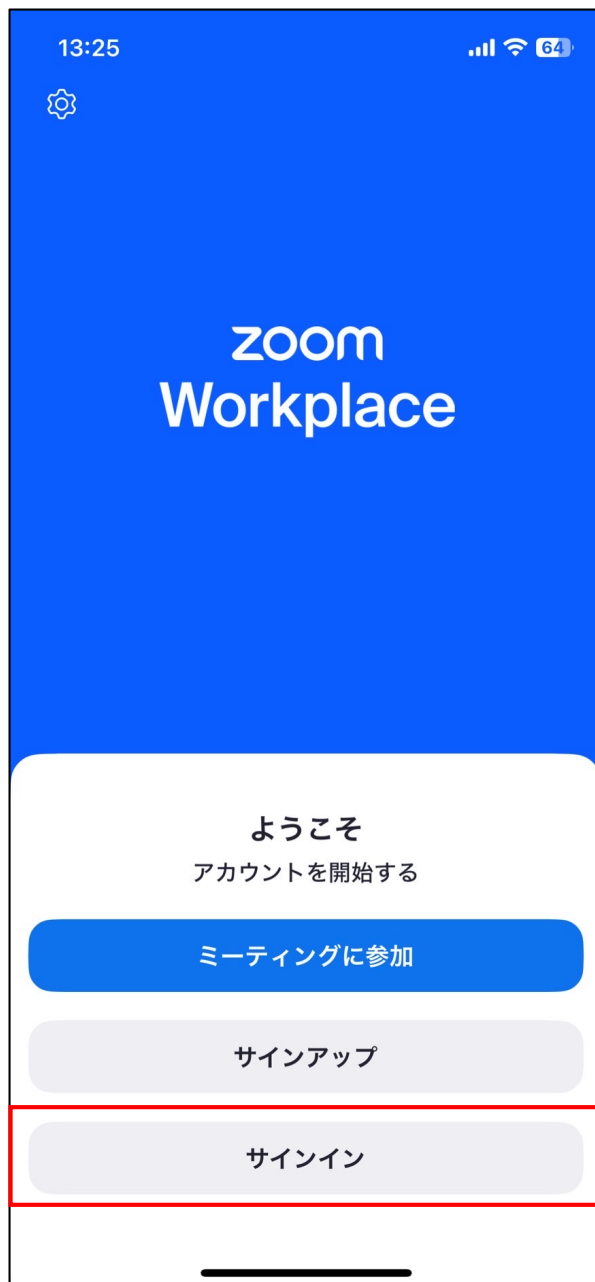 13:25
64
zoom
Workplace
ようこそ
アカウントを開始する
ミーティングに参加
サインアップ
サインイン